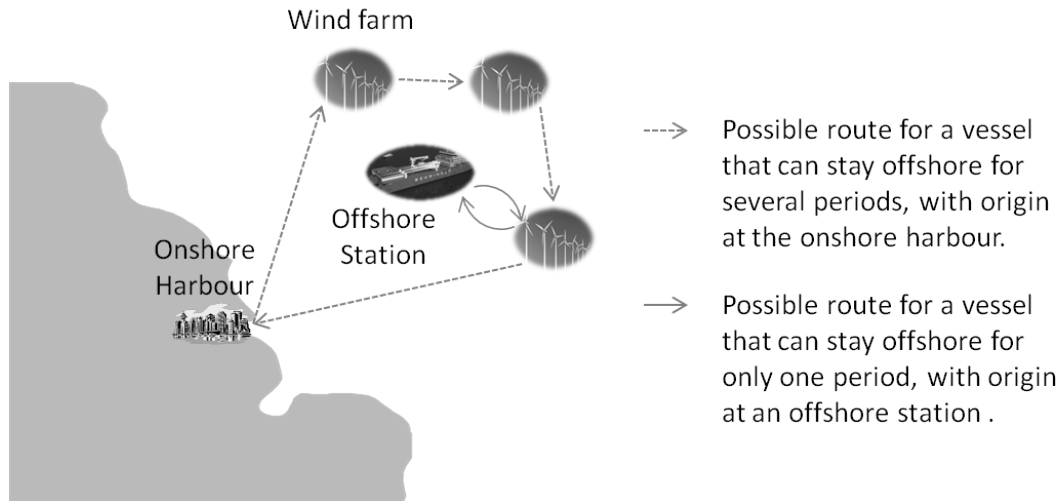 Wind farm
Offshore
Station
Onshore
Harbour
Possible route for a vessel
that can stay offshore for
several periods, with origin
at the onshore harbour.
Possible route for a vessel
that can stay offshore for
only one period, with origin
at an offshore station .